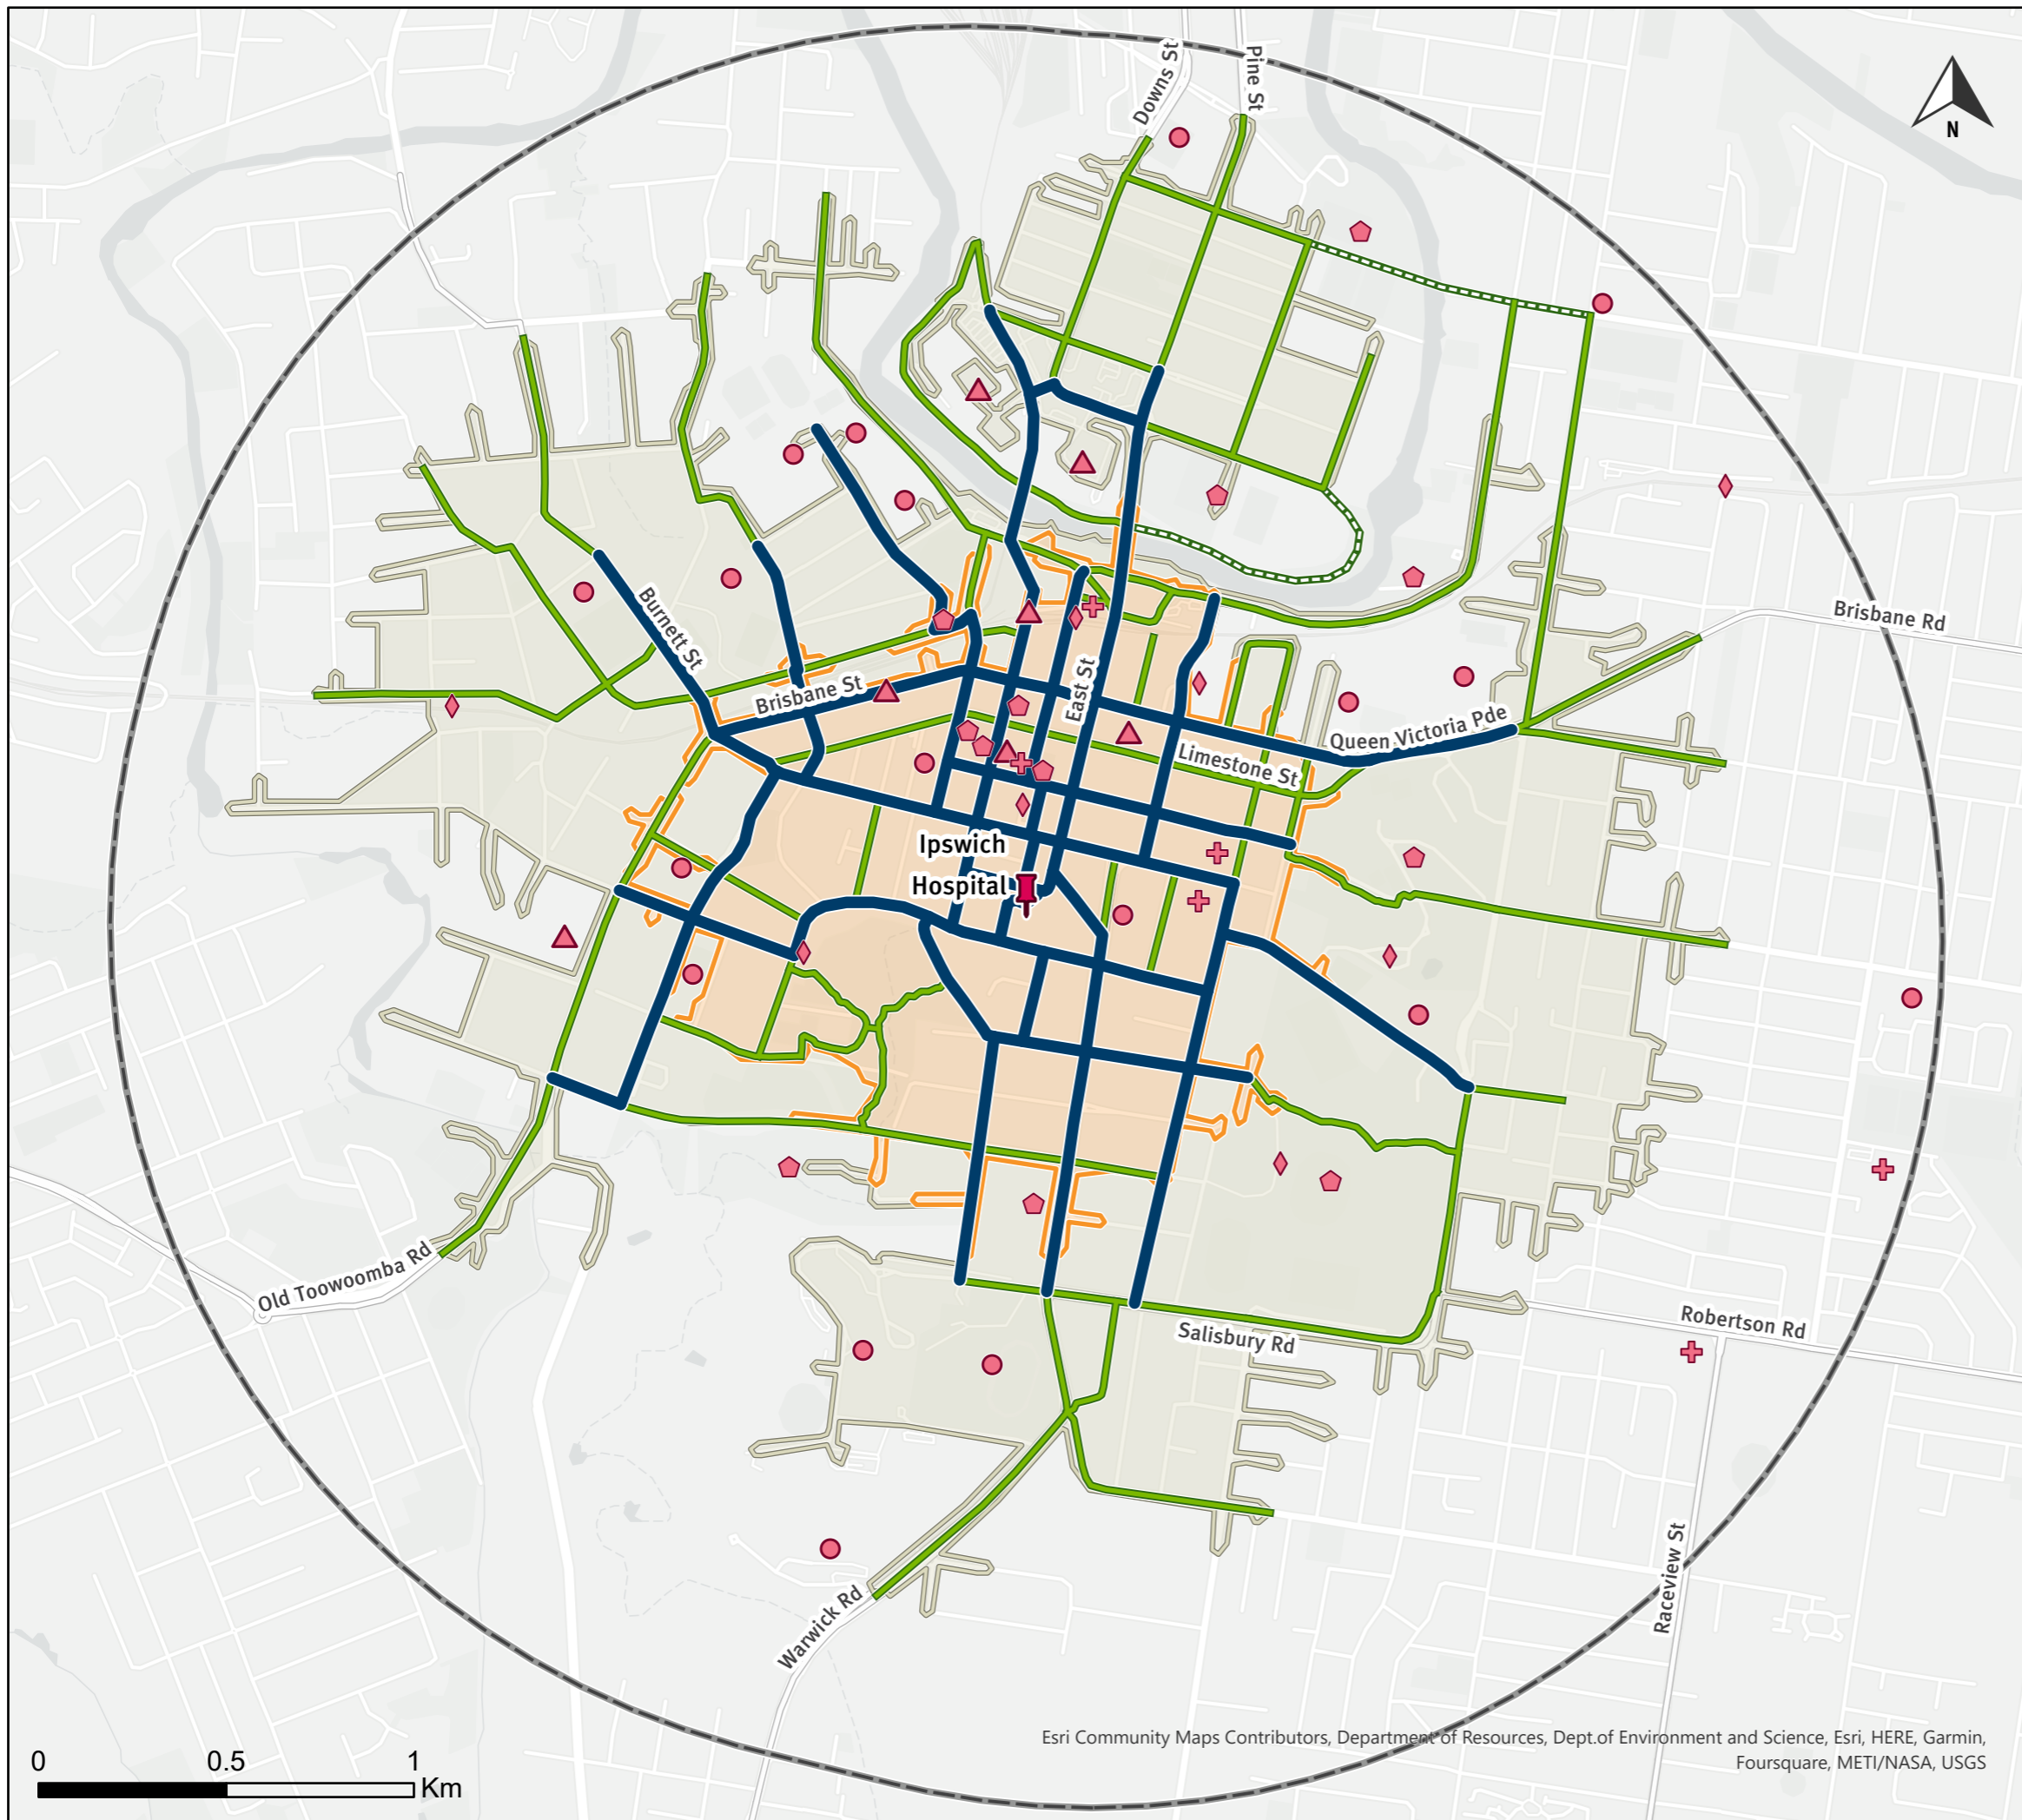 Downs St
Pine St
N
Burnett St
Brisbane Rd
Brisbane St
East St
Queen Victoria Pde
Limestone St
Ipswich
Hospital
Old Toowoomba Rd
Salisbury Rd
Robertson Rd
Raceview St
Warwick Rd
Esri Community Maps Contributors, Department of Resources, Dept.of Environment and Science, Esri, HERE, Garmin,
Foursquare, METI/NASA, USGS
0 0.5 1
Km